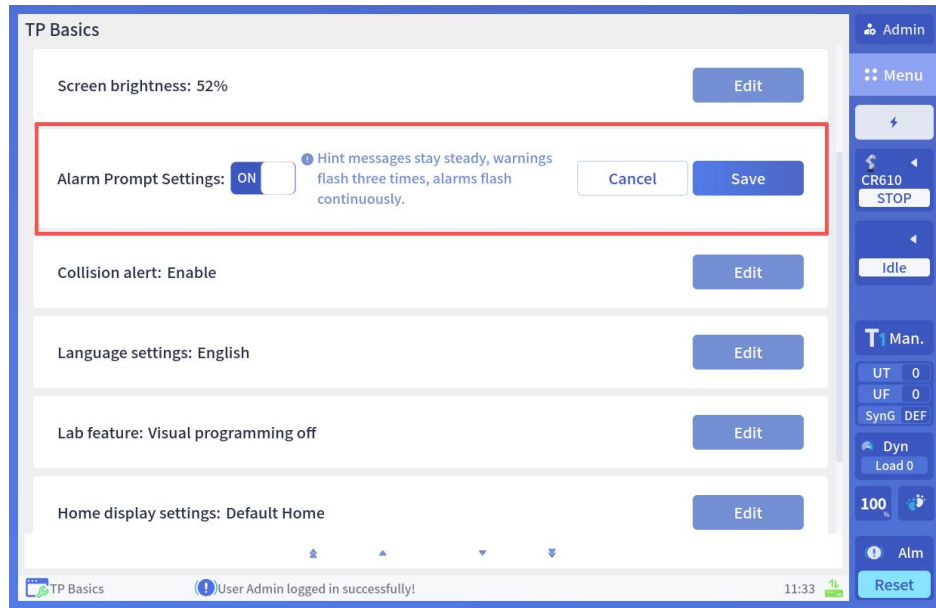 TP Basics
Screen brightness: 52%
Edit
Alarm Prompt Settings:
ON
Hint messages stay steady, warnings
flash three times, alarms flash
continuously.
Cancel
Save
Collision alert: Enable
Edit
Language settings: English
Edit
Lab feature: Visual programming off
Edit
Home display settings: Default Home
Edit
TP Basics
User Admin logged in successfully!
11:33
Admin
Menu
CR610
STOP
Idle
T1 Man.
UT 0
UF 0
SynG DEF
Dyn
Load 0
100 %
Alm
Reset